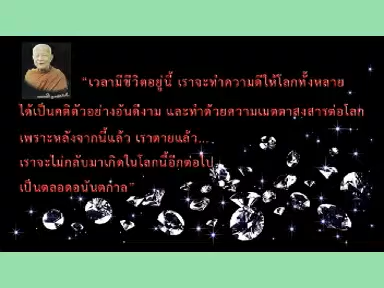 "เวลามีชีวิตอยู่นี้ เราจะทำความดีให้โลกทั้งหลาย
ได้เป็นคติตัวอย่างอันดีงาม และทำด้วยความเมตตาสงสารต่อโลก
เพราะหลังจากนี้แล้ว เราตายแล้ว...
เราจะไม่กลับมาเกิดในโลกนี้อีกต่อไป
เป็นตลอดอนันตกาล"